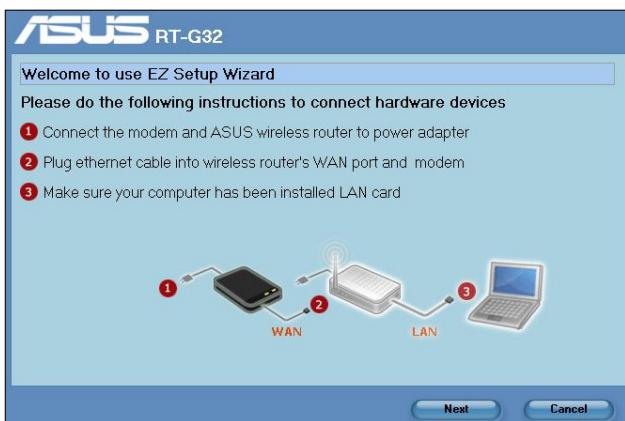 ASUS RT-G32
Welcome to use EZ Setup Wizard
Please do the following instructions to connect hardware devices
1 Connect the modem and ASUS wireless router to power adapter
2 Plug ethernet cable into wireless router's WAN port and modem
3 Make sure your computer has been installed LAN card
1
2
3
WAN
LAN
Next
Cancel